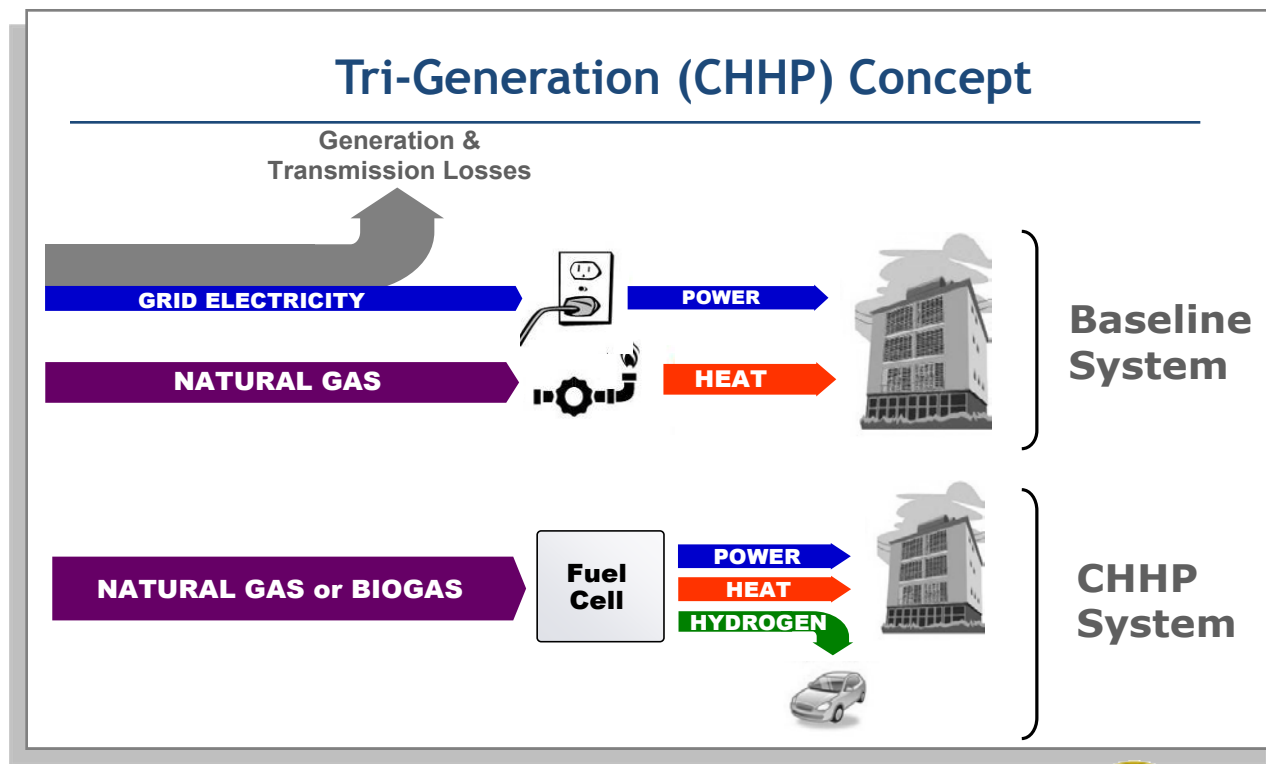 Tri-Generation (CHHP) Concept
Generation &
Transmission Losses
GRID ELECTRICITY
POWER
NATURAL GAS
HEAT
Baseline
System
NATURAL GAS or BIOGAS
Fuel
Cell
POWER
HEAT
HYDROGEN
CHHP
System